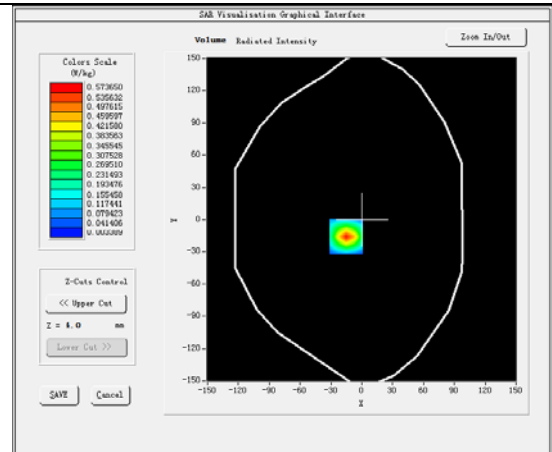 SAR Visualisation Graphical Interface
Volume Radiated Intensity
Zoom In/Out
Colors Scale
(W/kg)
0.573650
0.535632
0.497615
0.459597
0.421580
0.383563
0.345545
0.307528
0.269510
0.231493
0.193476
0.155458
0.117441
0.079423
0.041406
0.003389
Z-Cuts Control
<< Upper Cut
Z = 4.0 mm
Lower Cut >>
SAVE Cancel
150
120
90
60
30
0
-30
-60
-90
-120
-150
Y
-150 -120 -90 -60 -30 0 30 60 90 120 150
X